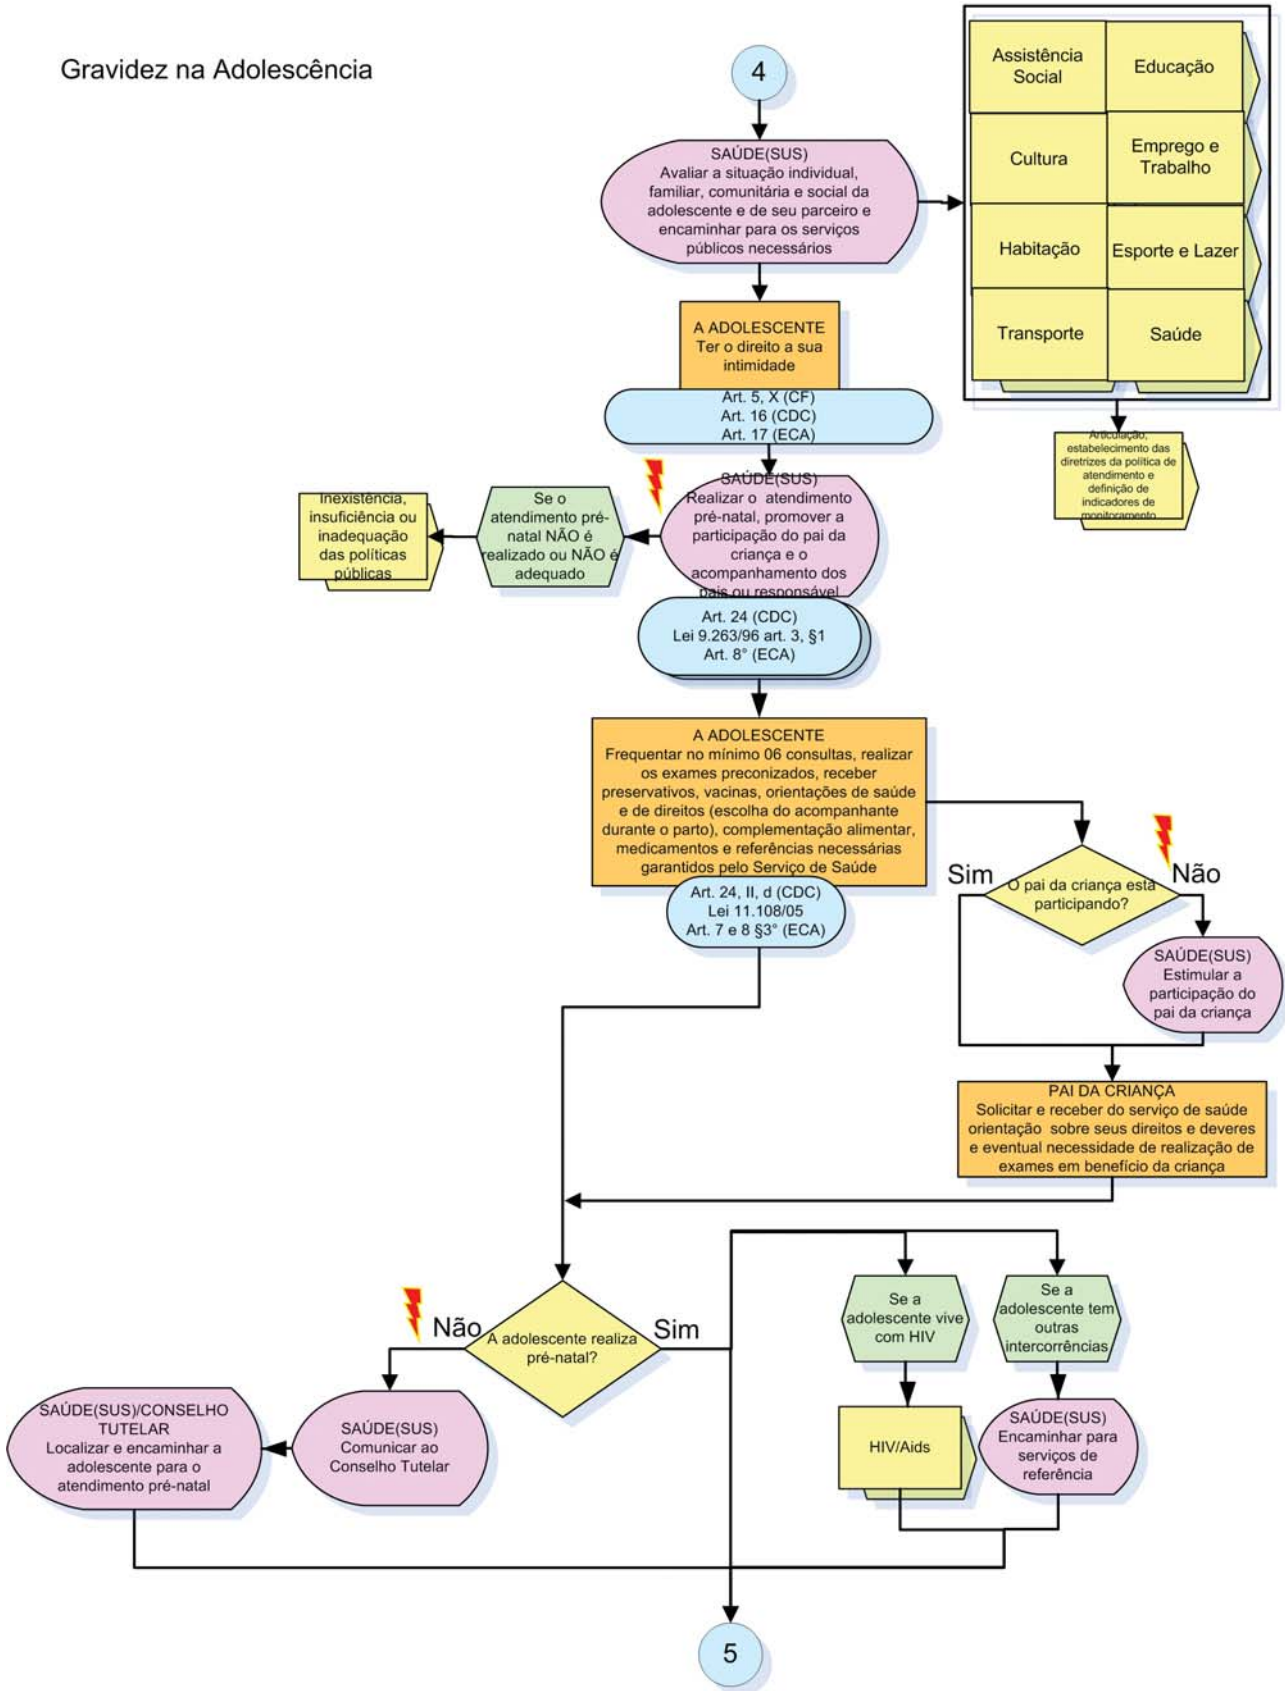 Gravidez na Adolescência
4
SAÚDE(SUS)
Avaliar a situação individual,
familiar, comunitária e social da
adolescente e de seu parceiro e
encaminhar para os serviços
públicos necessários
Assistência
Social
Educação
Cultura
Emprego e
Trabalho
Habitação
Esporte e Lazer
Transporte
Saúde
Articulação,
estabelecimento das
diretrizes da política de
atendimento e
definição de
indicadores de
monitoramento
A ADOLESCENTE
Ter o direito a sua
intimidade
Art. 5, X (CF)
Art. 16 (CDC)
Art. 17 (ECA)
SAÚDE(SUS)
Realizar o atendimento
pré-natal, promover a
participação do pai da
criança e o
acompanhamento dos
pais ou responsável
Se o
atendimento pré-
natal NÃO é
realizado ou NÃO é
adequado
Inexistência,
insuficiência ou
inadequação
das políticas
públicas
Art. 24 (CDC)
Lei 9.263/96 art. 3, §1
Art. 8° (ECA)
A ADOLESCENTE
Frequentar no mínimo 06 consultas, realizar
os exames preconizados, receber
preservativos, vacinas, orientações de saúde
e de direitos (escolha do acompanhante
durante o parto), complementação alimentar,
medicamentos e referências necessárias
garantidos pelo Serviço de Saúde
Art. 24, II, d (CDC)
Lei 11.108/05
Art. 7 e 8 §3° (ECA)
Sim
O pai da criança está
participando?
Não
SAÚDE(SUS)
Estimular a
participação do
pai da criança
PAI DA CRIANÇA
Solicitar e receber do serviço de saúde
orientação sobre seus direitos e deveres
e eventual necessidade de realização de
exames em benefício da criança
Não
A adolescente realiza
pré-natal?
Sim
Se a
adolescente vive
com HIV
Se a
adolescente tem
outras
intercorrências
SAÚDE(SUS)/CONSELHO
TUTELAR
Localizar e encaminhar a
adolescente para o
atendimento pré-natal
SAÚDE(SUS)
Comunicar ao
Conselho Tutelar
HIV/Aids
SAÚDE(SUS)
Encaminhar para
serviços de
referência
5